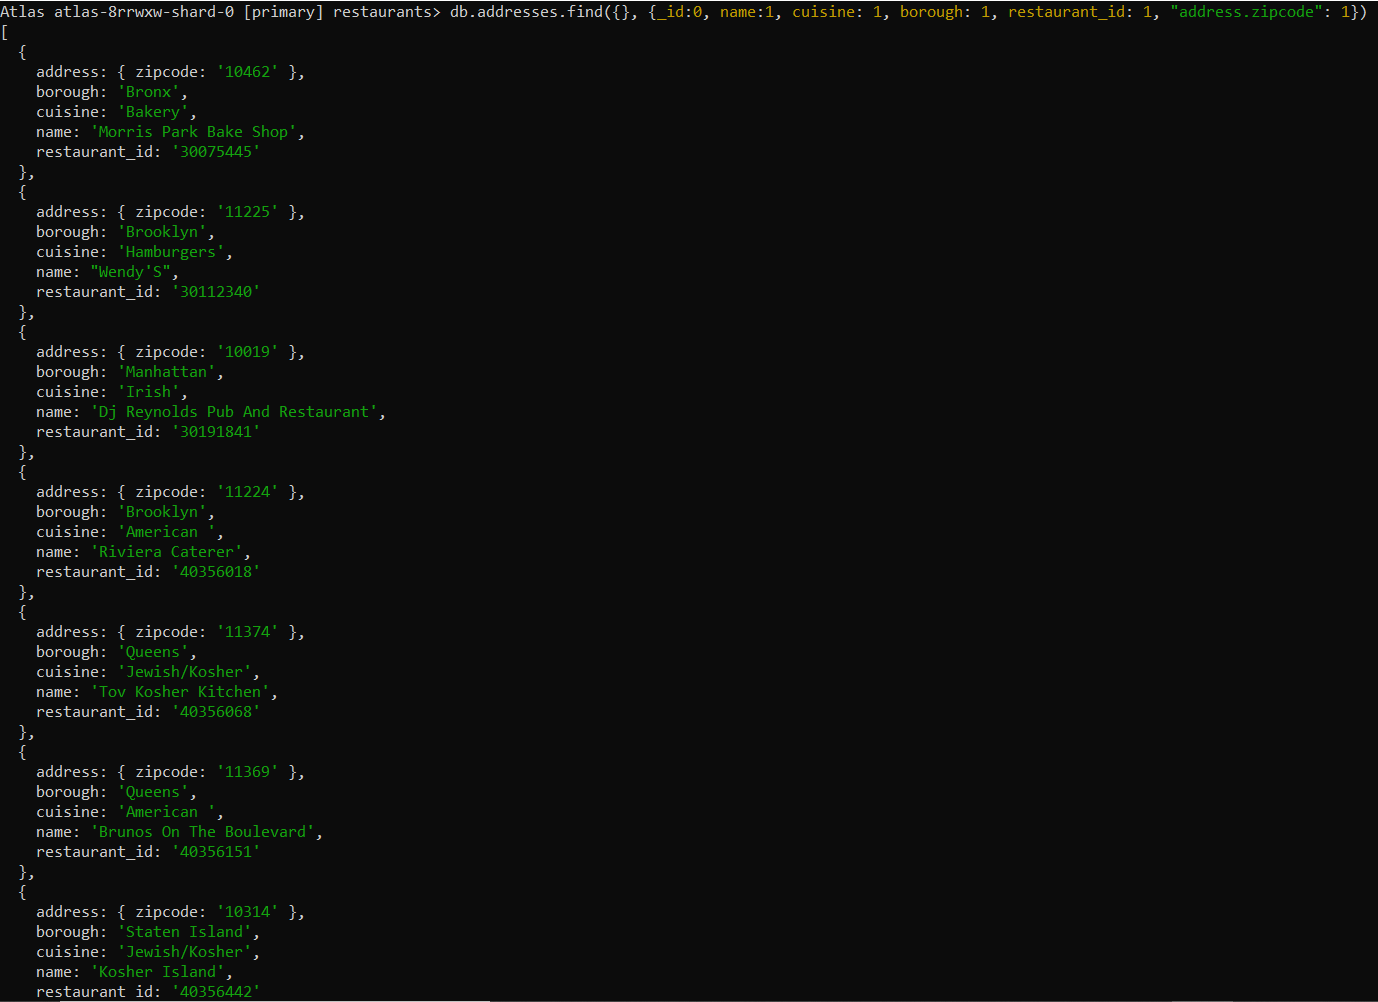 Atlas atlas-8rrwxw-shard-0 [primary] restaurants> db.addresses.find({}, {_id:0, name:1, cuisine: 1, borough: 1, restaurant_id: 1, "address.zipcode": 1})
[
  {
    address: { zipcode: '10462' },
    borough: 'Bronx',
    cuisine: 'Bakery',
    name: 'Morris Park Bake Shop',
    restaurant_id: '30075445'
  },
  {
    address: { zipcode: '11225' },
    borough: 'Brooklyn',
    cuisine: 'Hamburgers',
    name: "Wendy'S",
    restaurant_id: '30112340'
  },
  {
    address: { zipcode: '10019' },
    borough: 'Manhattan',
    cuisine: 'Irish',
    name: 'Dj Reynolds Pub And Restaurant',
    restaurant_id: '30191841'
  },
  {
    address: { zipcode: '11224' },
    borough: 'Brooklyn',
    cuisine: 'American ',
    name: 'Riviera Caterer',
    restaurant_id: '40356018'
  },
  {
    address: { zipcode: '11374' },
    borough: 'Queens',
    cuisine: 'Jewish/Kosher',
    name: 'Tov Kosher Kitchen',
    restaurant_id: '40356068'
  },
  {
    address: { zipcode: '11369' },
    borough: 'Queens',
    cuisine: 'American ',
    name: 'Brunos On The Boulevard',
    restaurant_id: '40356151'
  },
  {
    address: { zipcode: '10314' },
    borough: 'Staten Island',
    cuisine: 'Jewish/Kosher',
    name: 'Kosher Island',
    restaurant_id: '40356442'